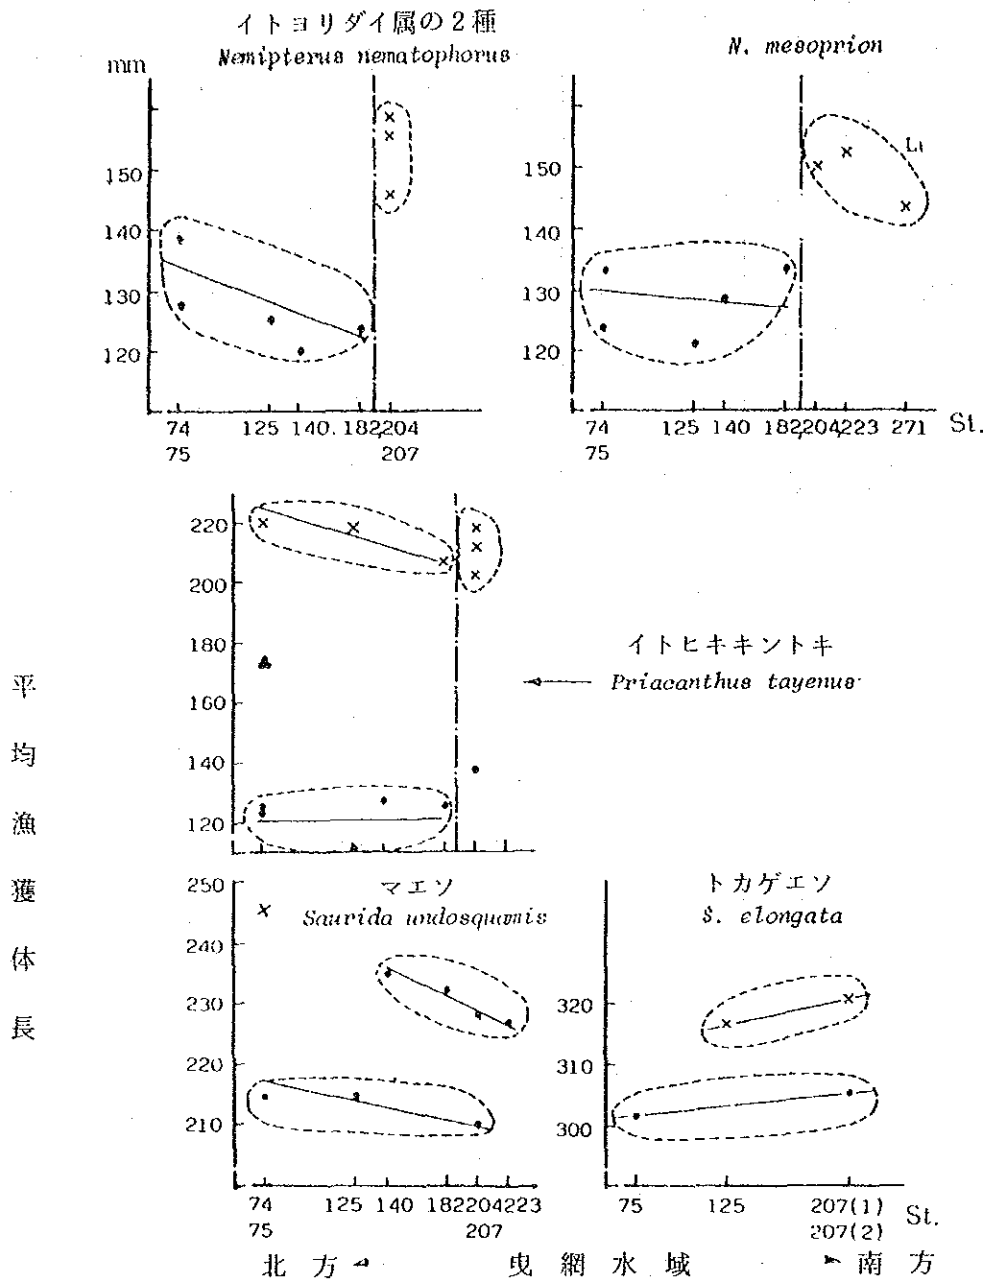 イトヨリダイ属の2種
Nemipterus nematophorus
N. mesoprion
mm
150
140
130
120
74 125 140. 182,204
75 207
150
140
130
120
Lt
74 125 140 182,204,223 271 St.
75
220
200
180
160
140
120
イトヒキキントキ
Priacanthus tayenus
平均漁獲体長
250
240
230
220
210
マエソ
Saurida undosquamis
74 125 140 182 204 223
75 207
トカゲエソ
S. elongata
320
310
300
75 125 207(1) St.
207(2)
北方 曳網水域 南方